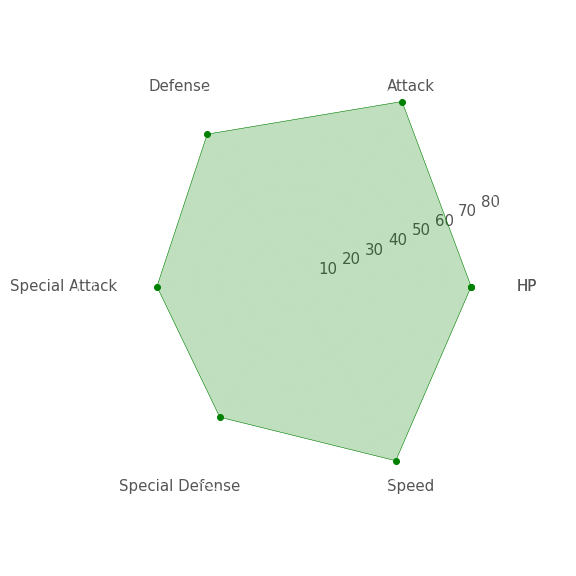 Defense
Attack
80
70
60
50
40
30
20
10
Special Attack
HP
Special Defense
Speed